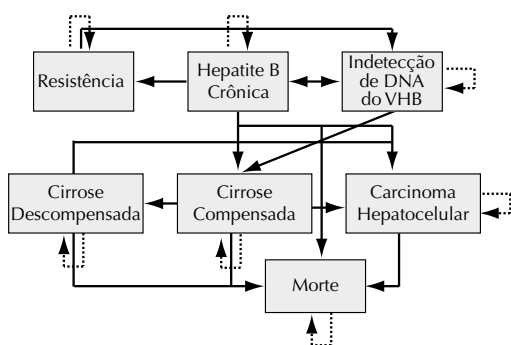 Resistência
Hepatite B
Crônica
Indetecção
de DNA
do VHB
Cirrose
Descompensada
Cirrose
Compensada
Carcinoma
Hepatocelular
Morte